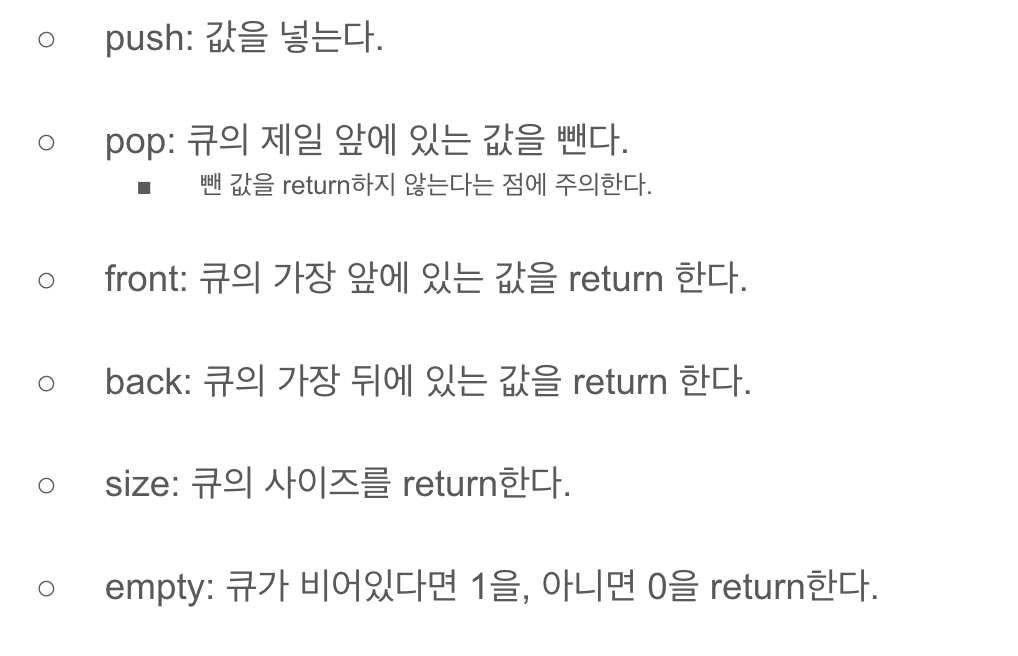 ○ push: 값을 넣는다.
○ pop: 큐의 제일 앞에 있는 값을 뺀다.
■ 뺀 값을 return하지 않는다는 점에 주의한다.
○ front: 큐의 가장 앞에 있는 값을 return 한다.
○ back: 큐의 가장 뒤에 있는 값을 return 한다.
○ size: 큐의 사이즈를 return한다.
○ empty: 큐가 비어있다면 1을, 아니면 0을 return한다.